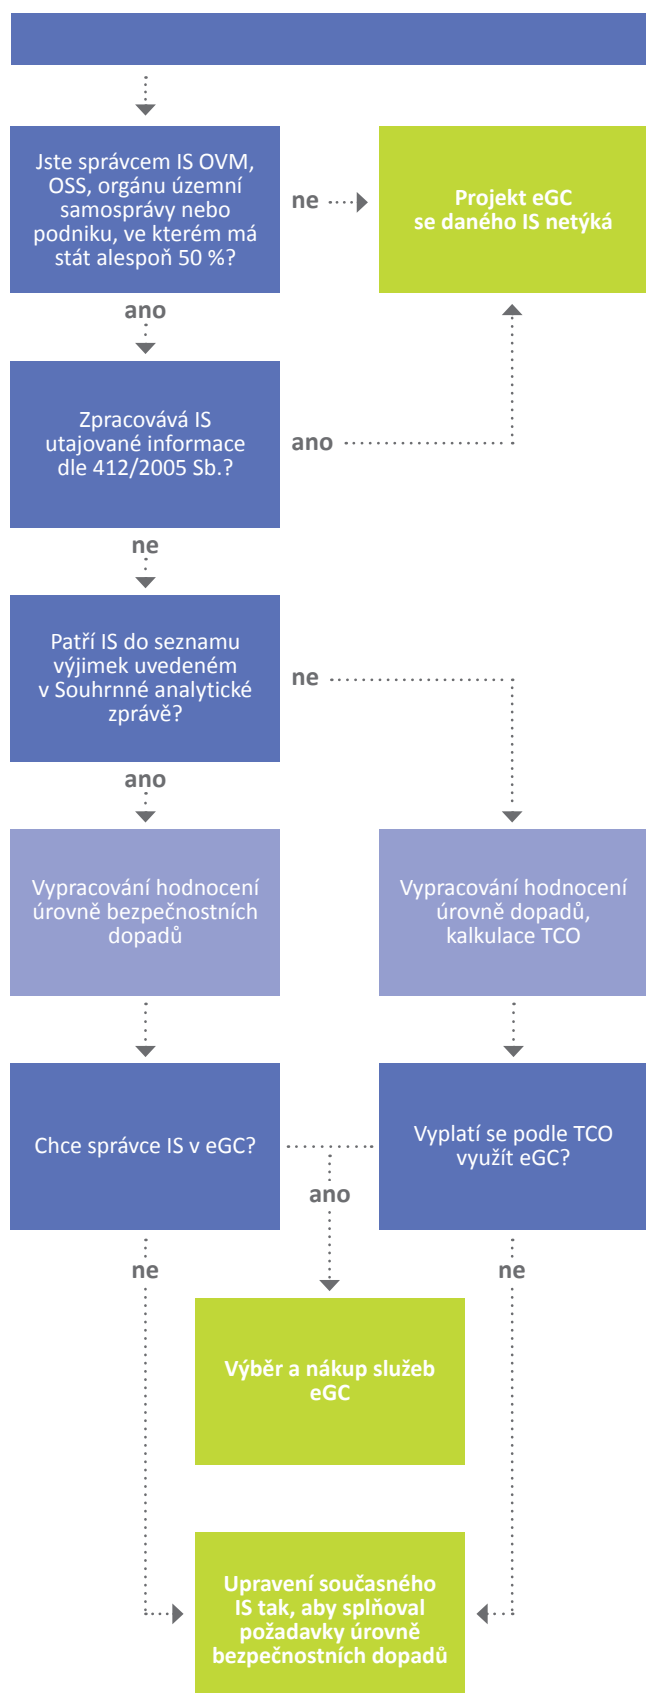 Jste správcem IS OVM,
OSS, orgánu územní
samosprávy nebo
podniku, ve kterém má
stát alespoň 50 %?
ne
Projekt eGC
se daného IS netýká
ano
Zpracovává IS
utajované informace
dle 412/2005 Sb.?
ano
ne
Patří IS do seznamu
výjimek uvedeném
v Souhrnné analytické
zprávě?
ne
ano
Vypracování hodnocení
úrovně bezpečnostních
dopadů
Vypracování hodnocení
úrovně dopadů,
kalkulace TCO
Chce správce IS v eGC?
Vyplatí se podle TCO
využít eGC?
ano
ne
ne
Výběr a nákup služeb
eGC
Upravení současného
IS tak, aby splňoval
požadavky úrovně
bezpečnostních dopadů